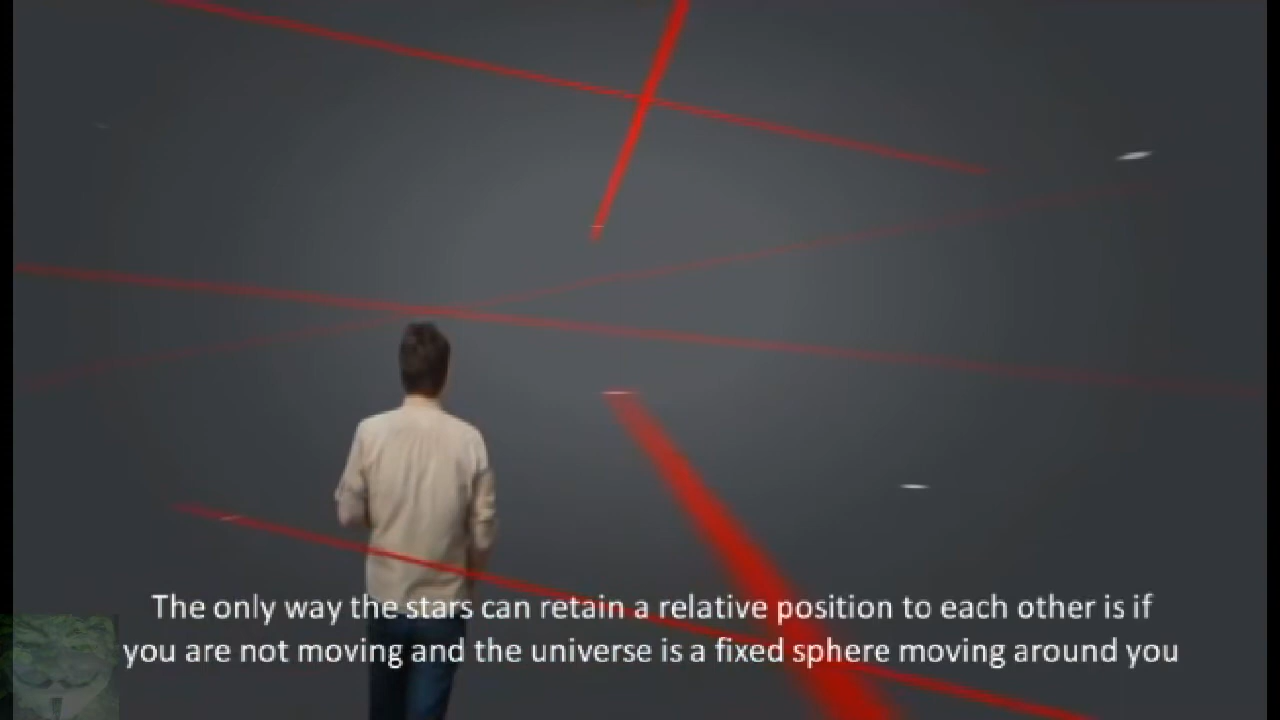 The only way the stars can retain a relative position to each other is if
you are not moving and the universe is a fixed sphere moving around you